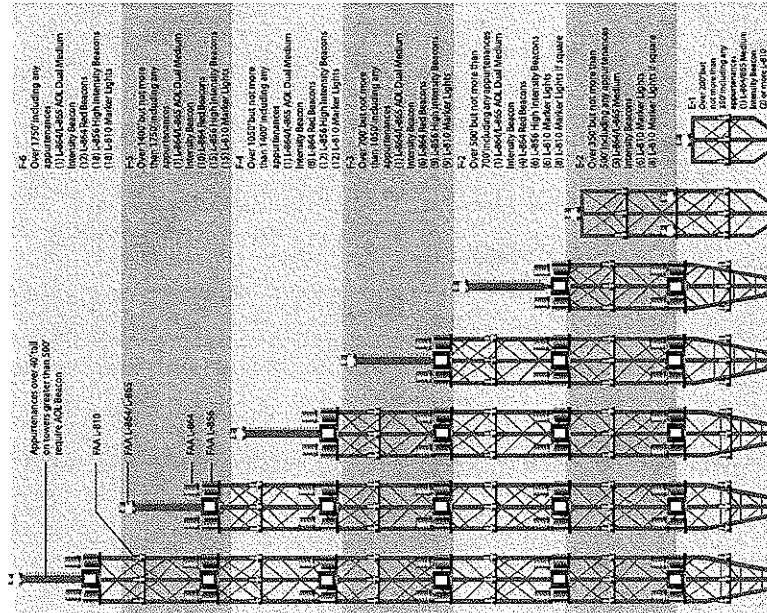 F-6
Over 1750' including any
appurtenances
(1) L-864/L-865 AOL Dual Medium
Intensity Beacon
(12) L-864 Red Beacons
(18) L-856 High Intensity Beacons
(18) L-810 Marker Lights
F-5
Over 1400' but not more
than 1750' including any
appurtenances
(1) L-864/L-865 AOL Dual Medium
Intensity Beacon
(10) L-864 Red Beacons
(15) L-856 High Intensity Beacons
(15) L-810 Marker Lights
F-4
Over 1050' but not more
than 1400' including any
appurtenances
(1) L-864/L-865 AOL Dual Medium
Intensity Beacon
(8) L-864 Red Beacons
(12) L-856 High Intensity Beacons
(12) L-810 Marker Lights
F-3
Over 700' but not more
than 1050' including any
appurtenances
(1) L-864/L-865 AOL Dual Medium
Intensity Beacon
(6) L-864 Red Beacons
(9) L-856 High Intensity Beacons
(9) L-810 Marker Lights
F-2
Over 500' but not more than
700' including any appurtenances
(1) L-864/L-865 AOL Dual Medium
Intensity Beacon
(4) L-864 Red Beacons
(6) L-856 High Intensity Beacons
(6) L-810 Marker Lights
(8) L-810 Marker Lights if square
E-2
Over 350' but not more than
500' including any appurtenances
(3) L-864/L-865 Medium
Intensity Beacons
(6) L-810 Marker Lights
(8) L-810 Marker Lights if square
E-1
Over 200' but
not more than
350' including any
appurtenances
(1) L-864/L-865 Medium
Intensity Beacon
(2) or more L-810
Appurtenances over 40' tall
on towers greater than 500'
require AOL Beacon
FAA L-810
FAA L-864/L-865
FAA L-864
FAA L-856